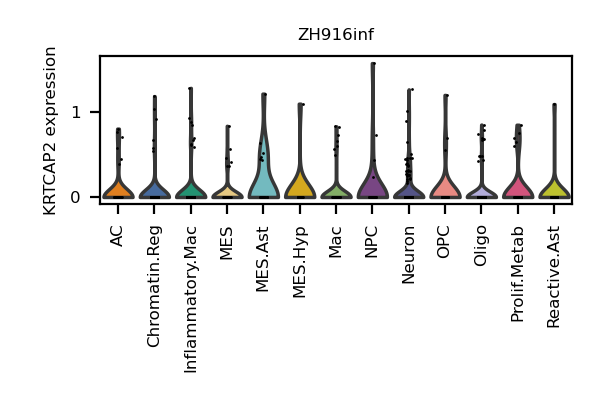 ZH916inf
KRTCAP2 expression
1
0
AC
Chromatin.Reg
Inflammatory.Mac
MES
MES.Ast
MES.Hyp
Mac
NPC
Neuron
OPC
Oligo
Prolif.Metab
Reactive.Ast